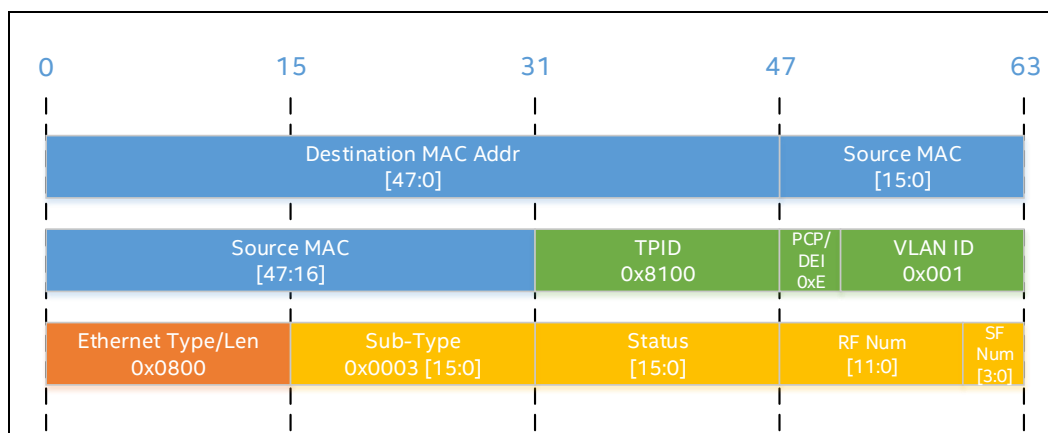 0 15 31 47 63
Destination MAC Addr
[47:0]
Source MAC
[15:0]
Source MAC
[47:16]
TPID
0x8100
PCP/
DEI
0xE
VLAN ID
0x001
Ethernet Type/Len
0x0800
Sub-Type
0x0003 [15:0]
Status
[15:0]
RF Num
[11:0]
SF
Num
[3:0]